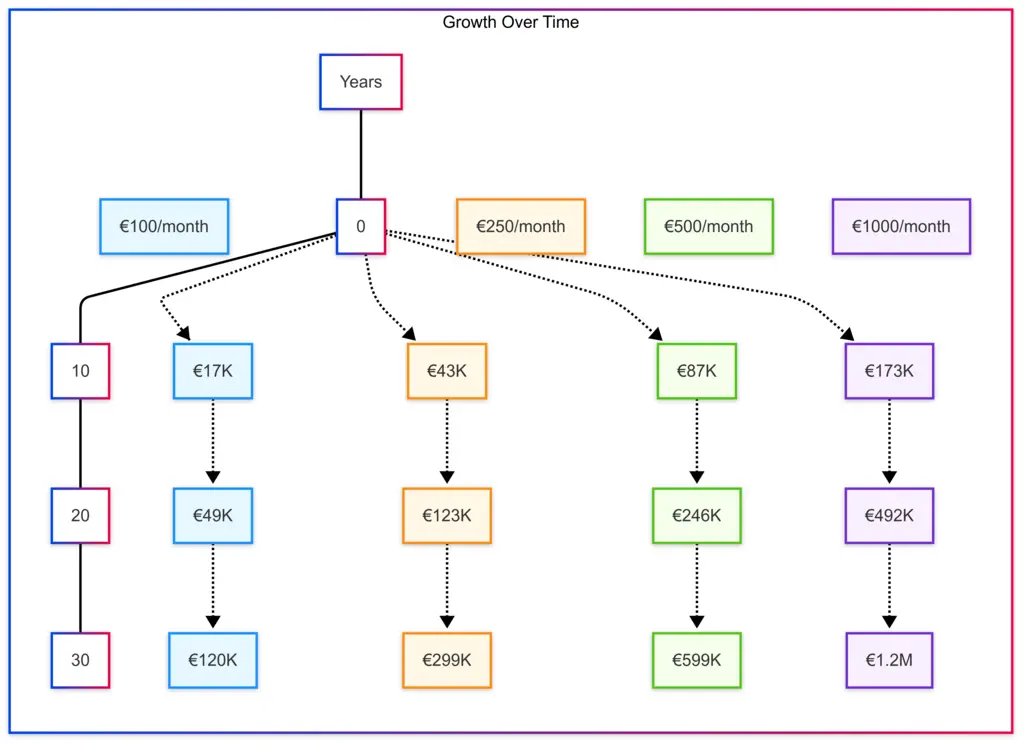 Growth Over Time
Years
€100/month
0
€250/month
€500/month
€1000/month
10
€17K
€43K
€87K
€173K
20
€49K
€123K
€246K
€492K
30
€120K
€299K
€599K
€1.2M